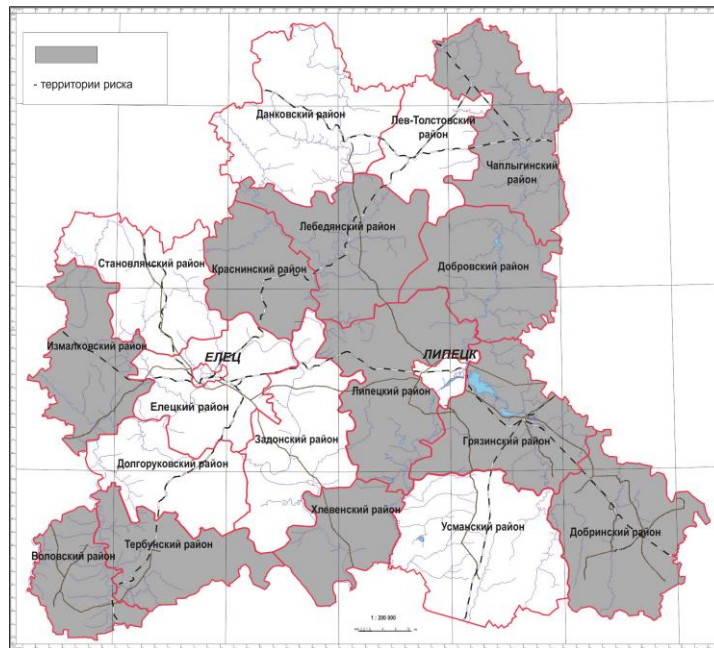 - территории риска
Данковский район
Лев-Толстовский
район
Чаплыгинский
район
Лебедянский район
Становлянский район
Краснинский район
Добровский район
Измалковский район
ЕЛЕЦ
ЛИПЕЦК
Елецкий район
Липецкий район
Задонский район
Грязинский район
Долгоруковский район
Хлевенский район
Усманский район
Добринский район
Воловский район
Тербунский район
1 : 200 000